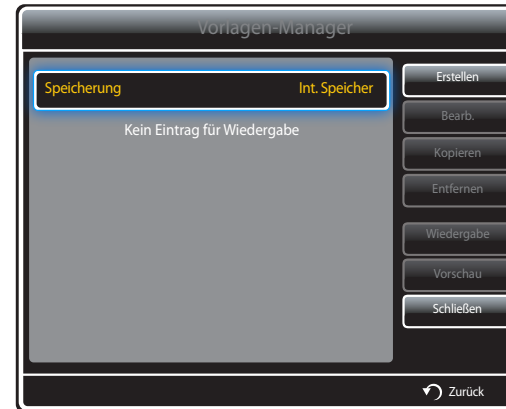 Vorlagen-Manager
Speicherung Int. Speicher
Kein Eintrag für Wiedergabe
Erstellen
Bearb.
Kopieren
Entfernen
Wiedergabe
Vorschau
Schließen
Zurück